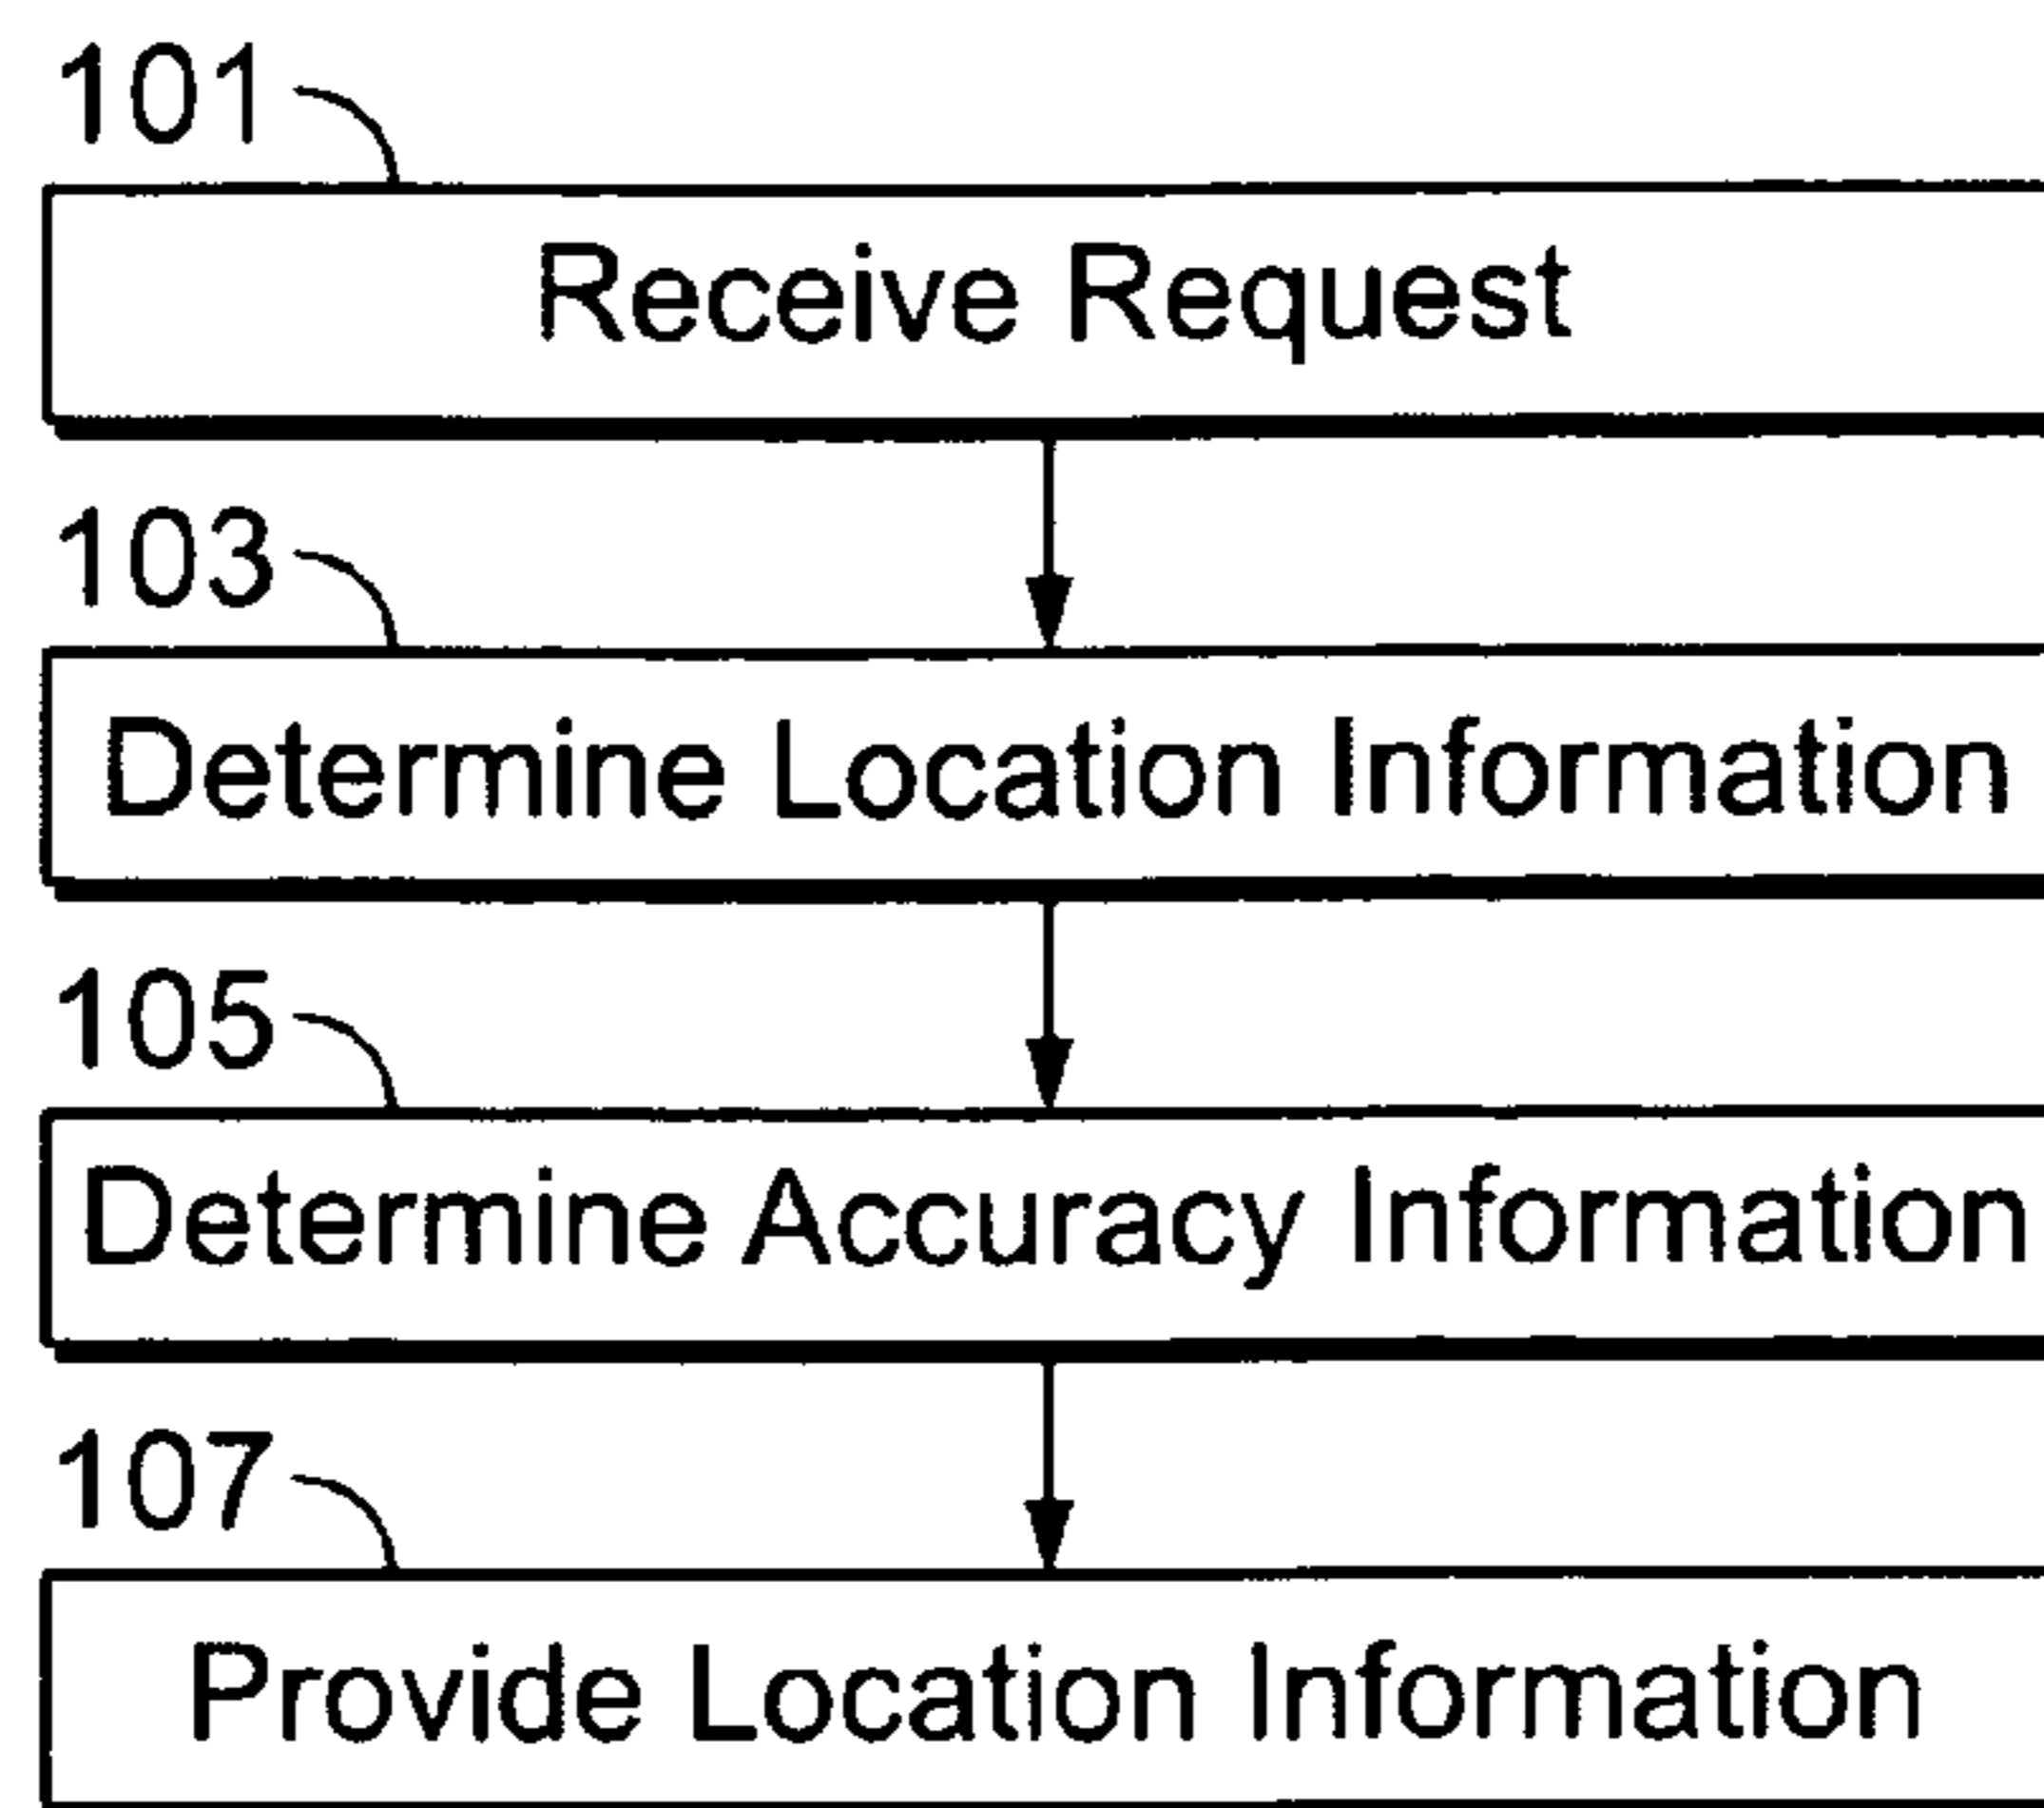 101
Receive Request
103
Determine Location Information
105
Determine Accuracy Information
107
Provide Location Information